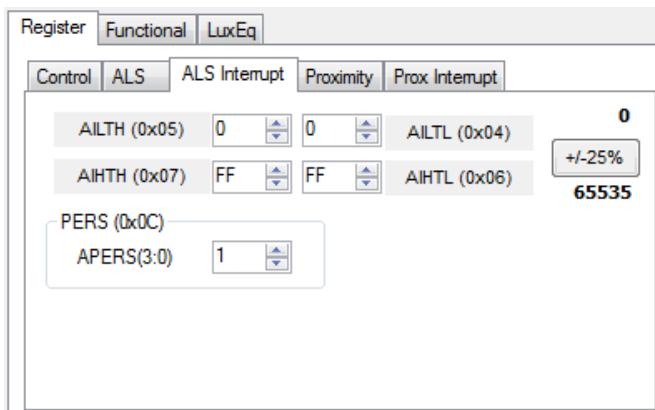 Register Functional LuxEq
Control ALS ALS Interrupt Proximity Prox Interrupt
AILTH (0x05) 0 0 AILTL (0x04) 0
+/-25%
AIHTH (0x07) FF FF AIHTL (0x06) 65535
PERS (0x0C)
APERS(3:0) 1